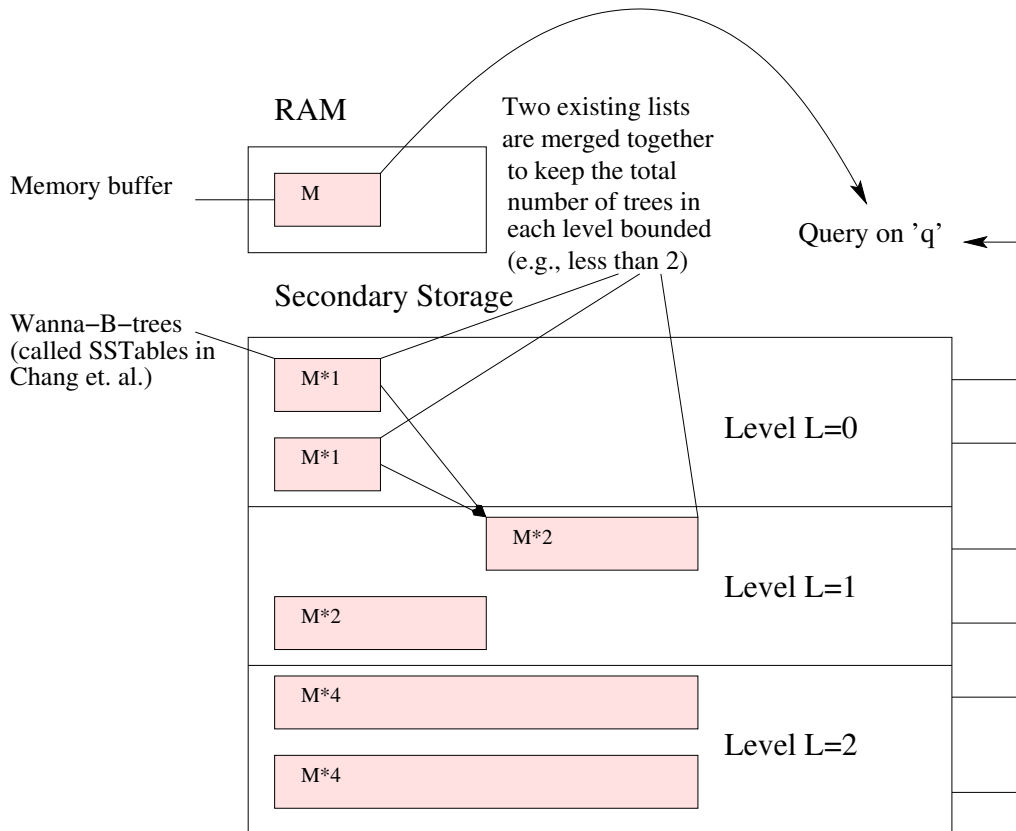 RAM
Two existing lists
are merged together
to keep the total
number of trees in
each level bounded
(e.g., less than 2)
Memory buffer
M
Query on ’q’
Secondary Storage
Wanna−B−trees
(called SSTables in
Chang et. al.)
M*1
M*1
Level L=0
M*2
M*2
Level L=1
M*4
M*4
Level L=2